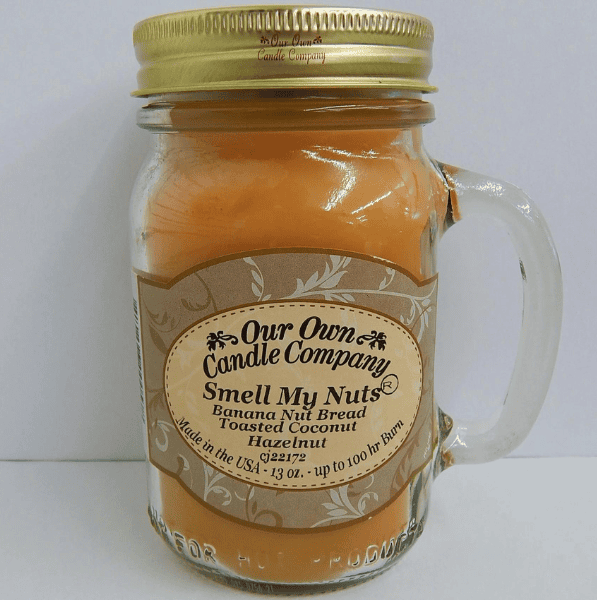 Our Own
Candle Company
Our Own
Candle Company
Smell My Nuts®
Banana Nut Bread
Toasted Coconut
Hazelnut
cj22172
Made in the USA - 13 oz. - up to 100 hr Burn
FOR